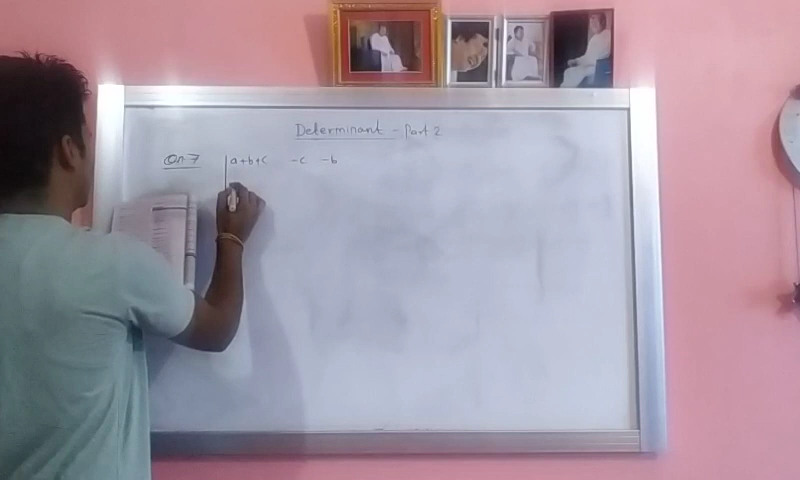 Determinant - Part 2
Qn 7 | a+b+c -c -b